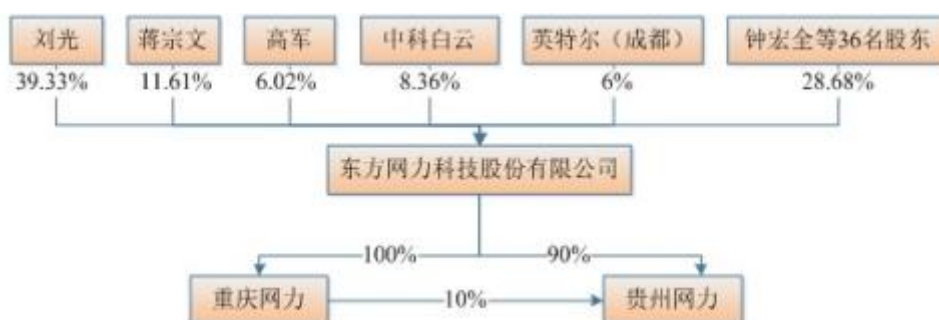 刘光 蒋宗文 高军 中科白云 英特尔（成都） 钟宏全等36名股东
39.33% 11.61% 6.02% 8.36% 6% 28.68%
东方网力科技股份有限公司
100% 90%
重庆网力 10% 贵州网力